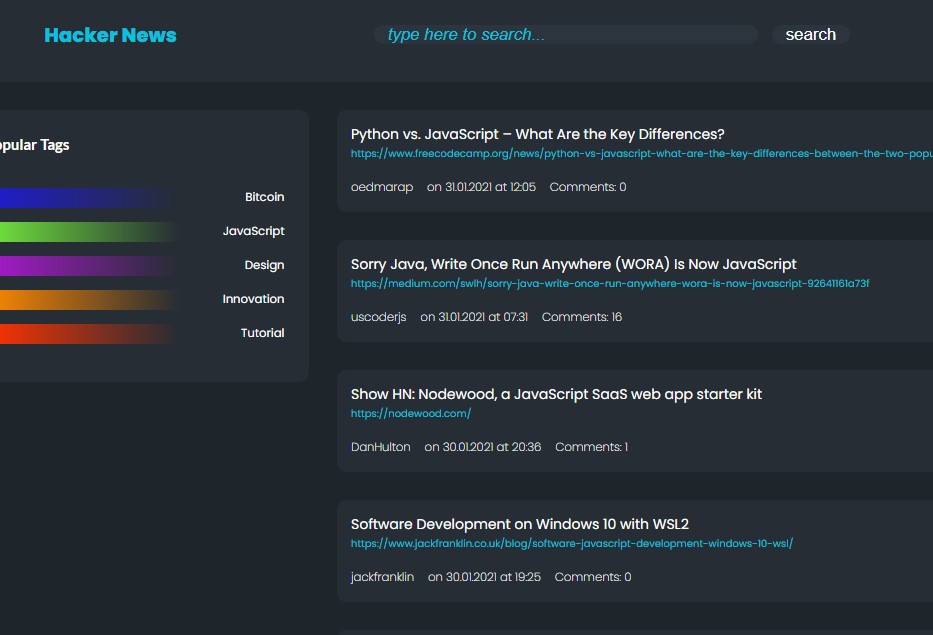 Hacker News
type here to search...
search
opular Tags
Bitcoin
JavaScript
Design
Innovation
Tutorial
Python vs. JavaScript – What Are the Key Differences?
https://www.freecodecamp.org/news/python-vs-javascript-what-are-the-key-differences-between-the-two-popu
oedmarap on 31.01.2021 at 12:05 Comments: 0
Sorry Java, Write Once Run Anywhere (WORA) Is Now JavaScript
https://medium.com/swlh/sorry-java-write-once-run-anywhere-wora-is-now-javascript-92641161a73f
uscoderjs on 31.01.2021 at 07:31 Comments: 16
Show HN: Nodewood, a JavaScript SaaS web app starter kit
https://nodewood.com/
DanHulton on 30.01.2021 at 20:36 Comments: 1
Software Development on Windows 10 with WSL2
https://www.jackfranklin.co.uk/blog/software-javascript-development-windows-10-wsl/
jackfranklin on 30.01.2021 at 19:25 Comments: 0